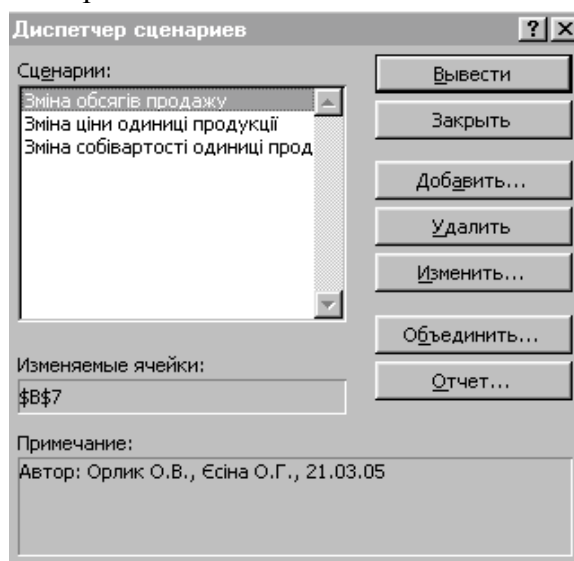 Диспетчер сценариев
Сценарии:
Зміна обсягів продажу
Зміна ціни одиниці продукції
Зміна собівартості одиниці прод
Вывести
Закрыть
Добавить...
Удалить
Изменить...
Объединить...
Отчет...
Изменяемые ячейки:
$B$7
Примечание:
Автор: Орлик О.В., Єсіна О.Г., 21.03.05